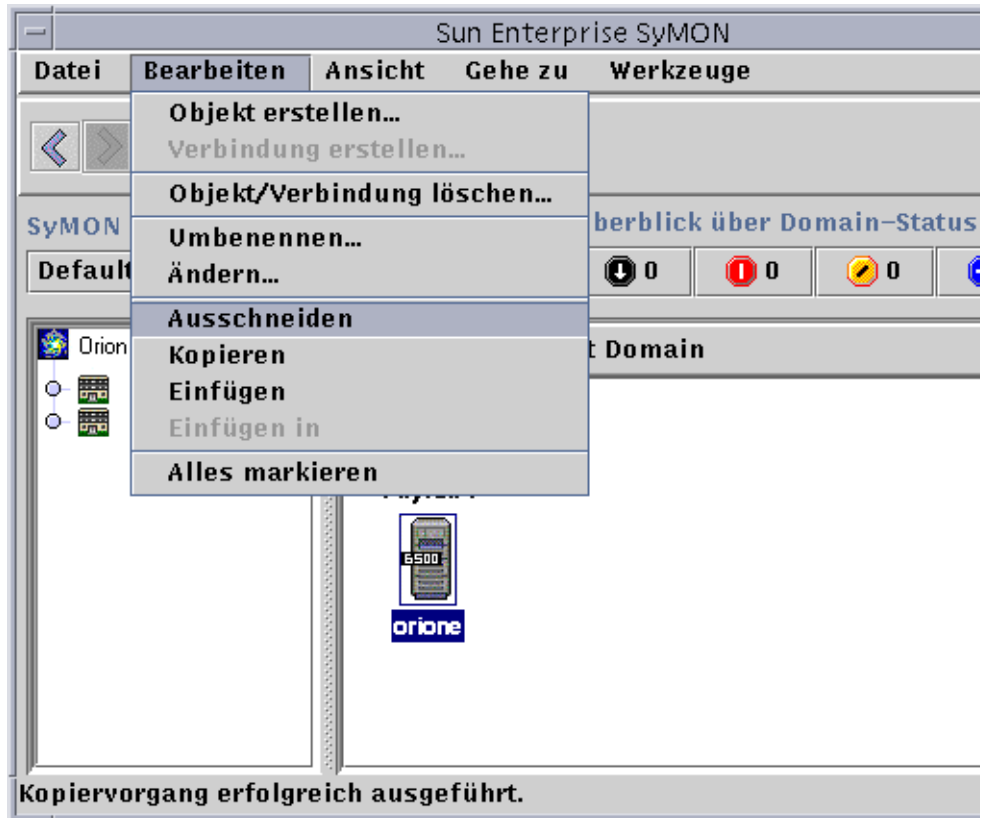 Sun Enterprise SyMON
Datei Bearbeiten Ansicht Gehe zu Werkzeuge
Objekt erstellen...
Verbindung erstellen...
Objekt/Verbindung löschen...
SyMON berblick über Domain-Status
Umbenennen...
Default 0 0 0
Ändern...
Ausschneiden
Orion t Domain
Kopieren
Einfügen
Einfügen in
Alles markieren
6500
orione
Kopiervorgang erfolgreich ausgeführt.